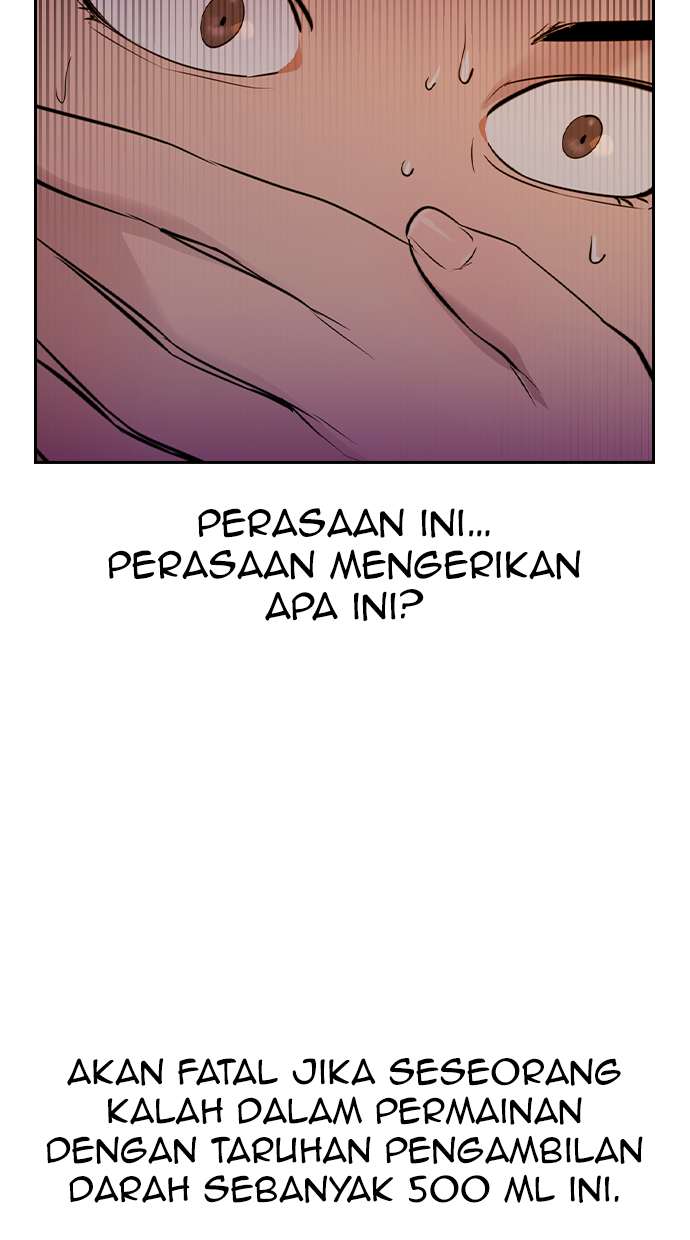 PERASAAN INI...
PERASAAN MENGERIKAN
APA INI?
AKAN FATAL JIKA SESEORANG
KALAH DALAM PERMAINAN
DENGAN TARUHAN PENGAMBILAN
DARAH SEBANYAK 500 ML INI.